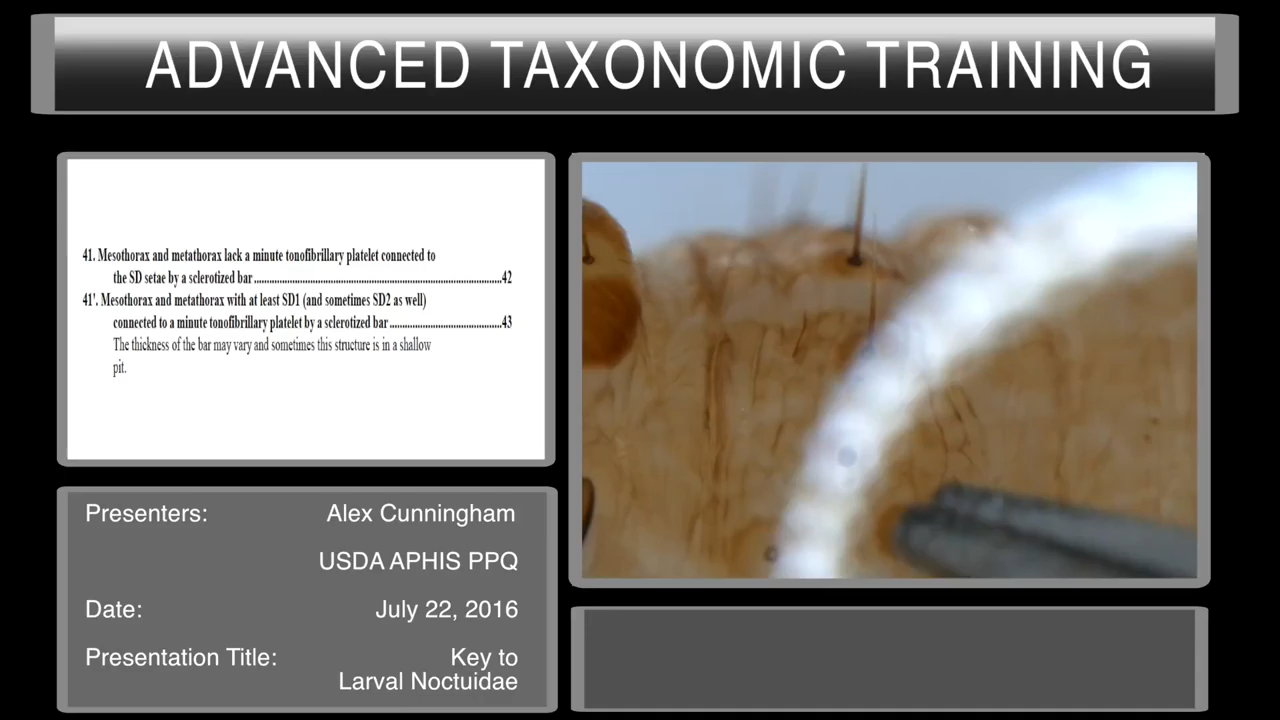 ADVANCED TAXONOMIC TRAINING
41. Mesothorax and metathorax lack a minute tonofibrillary platelet connected to
the SD setae by a sclerotized bar..........42
41'. Mesothorax and metathorax with at least SD1 (and sometimes SD2 as well)
connected to a minute tonofibrillary platelet by a sclerotized bar..........43
The thickness of the bar may vary and sometimes this structure is in a shallow
pit.
Presenters: Alex Cunningham
USDA APHIS PPQ
Date: July 22, 2016
Presentation Title: Key to
Larval Noctuidae